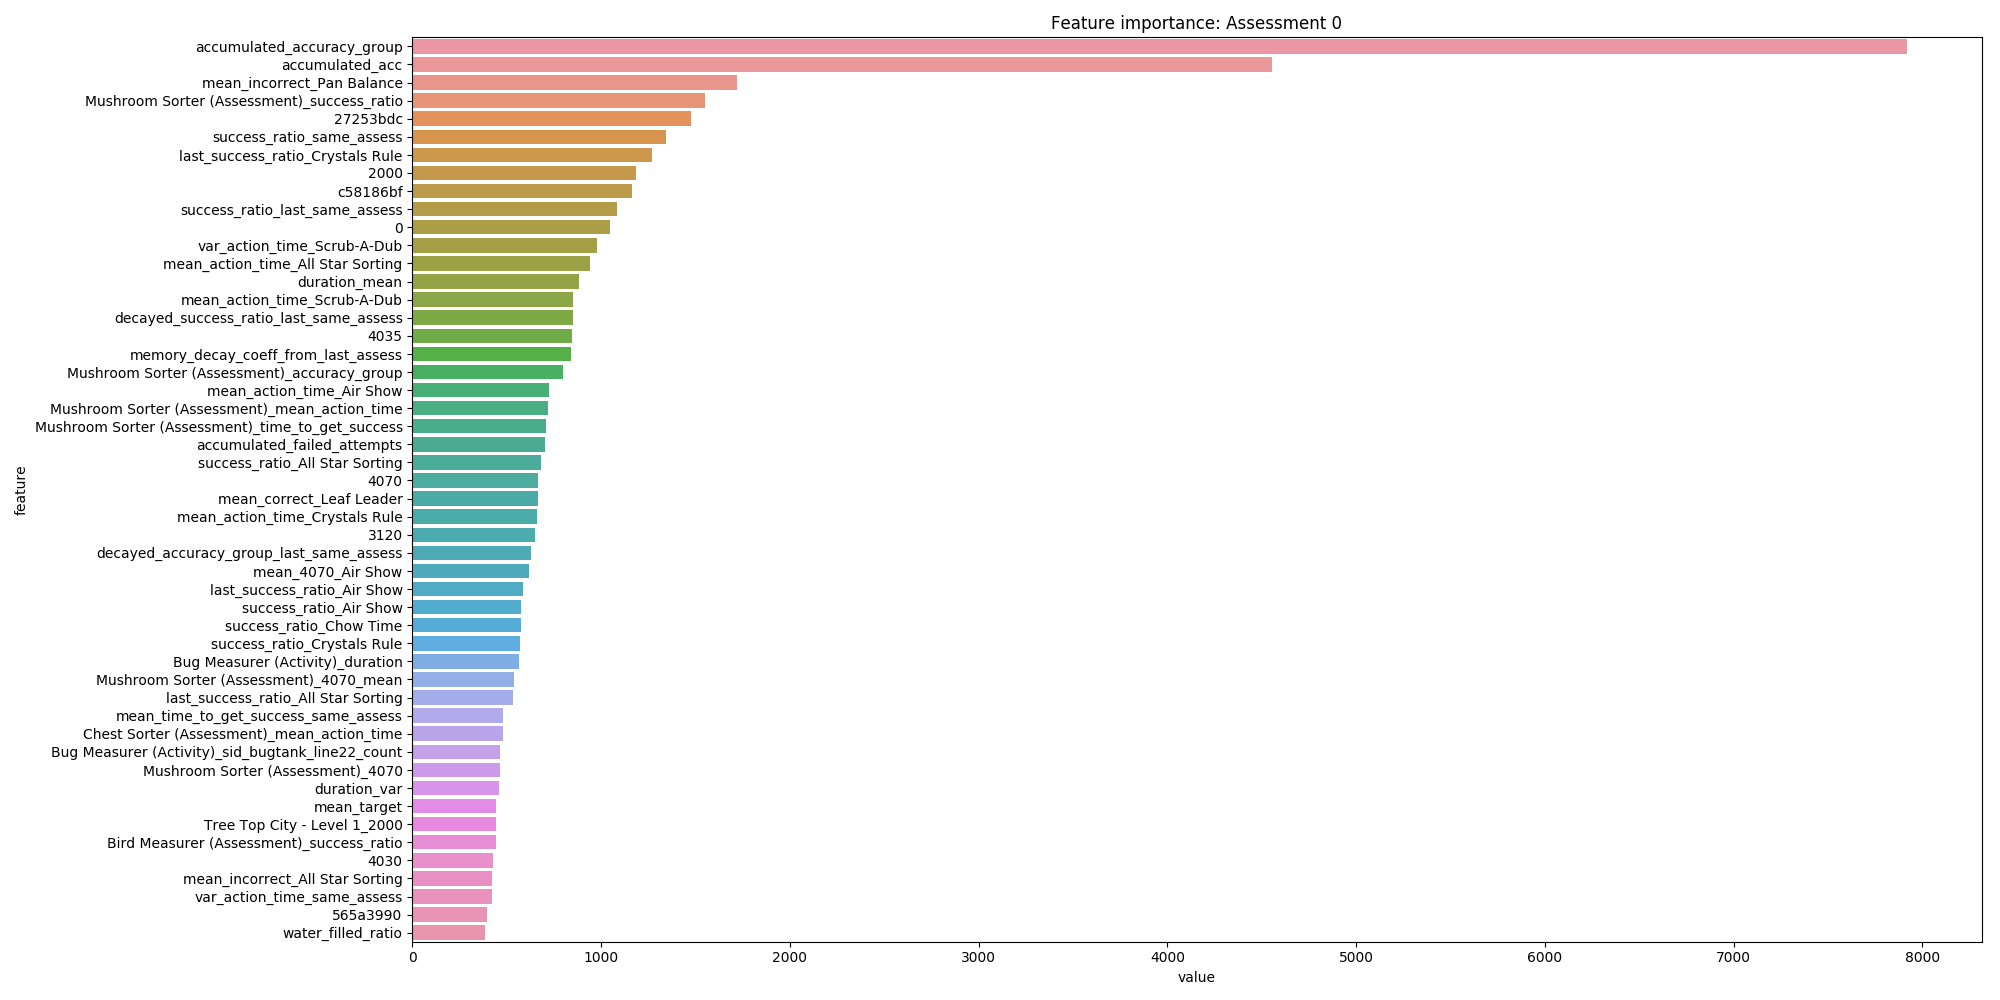 Feature importance: Assessment 0
feature
accumulated_accuracy_group
accumulated_acc
mean_incorrect_Pan Balance
Mushroom Sorter (Assessment)_success_ratio
27253bdc
success_ratio_same_assess
last_success_ratio_Crystals Rule
2000
c58186bf
success_ratio_last_same_assess
0
var_action_time_Scrub-A-Dub
mean_action_time_All Star Sorting
duration_mean
mean_action_time_Scrub-A-Dub
decayed_success_ratio_last_same_assess
4035
memory_decay_coeff_from_last_assess
Mushroom Sorter (Assessment)_accuracy_group
mean_action_time_Air Show
Mushroom Sorter (Assessment)_mean_action_time
Mushroom Sorter (Assessment)_time_to_get_success
accumulated_failed_attempts
success_ratio_All Star Sorting
4070
mean_correct_Leaf Leader
mean_action_time_Crystals Rule
3120
decayed_accuracy_group_last_same_assess
mean_4070_Air Show
last_success_ratio_Air Show
success_ratio_Air Show
success_ratio_Chow Time
success_ratio_Crystals Rule
Bug Measurer (Activity)_duration
Mushroom Sorter (Assessment)_4070_mean
last_success_ratio_All Star Sorting
mean_time_to_get_success_same_assess
Chest Sorter (Assessment)_mean_action_time
Bug Measurer (Activity)_sid_bugtank_line22_count
Mushroom Sorter (Assessment)_4070
duration_var
mean_target
Tree Top City - Level 1_2000
Bird Measurer (Assessment)_success_ratio
4030
mean_incorrect_All Star Sorting
var_action_time_same_assess
565a3990
water_filled_ratio
0 1000 2000 3000 4000 5000 6000 7000 8000
value